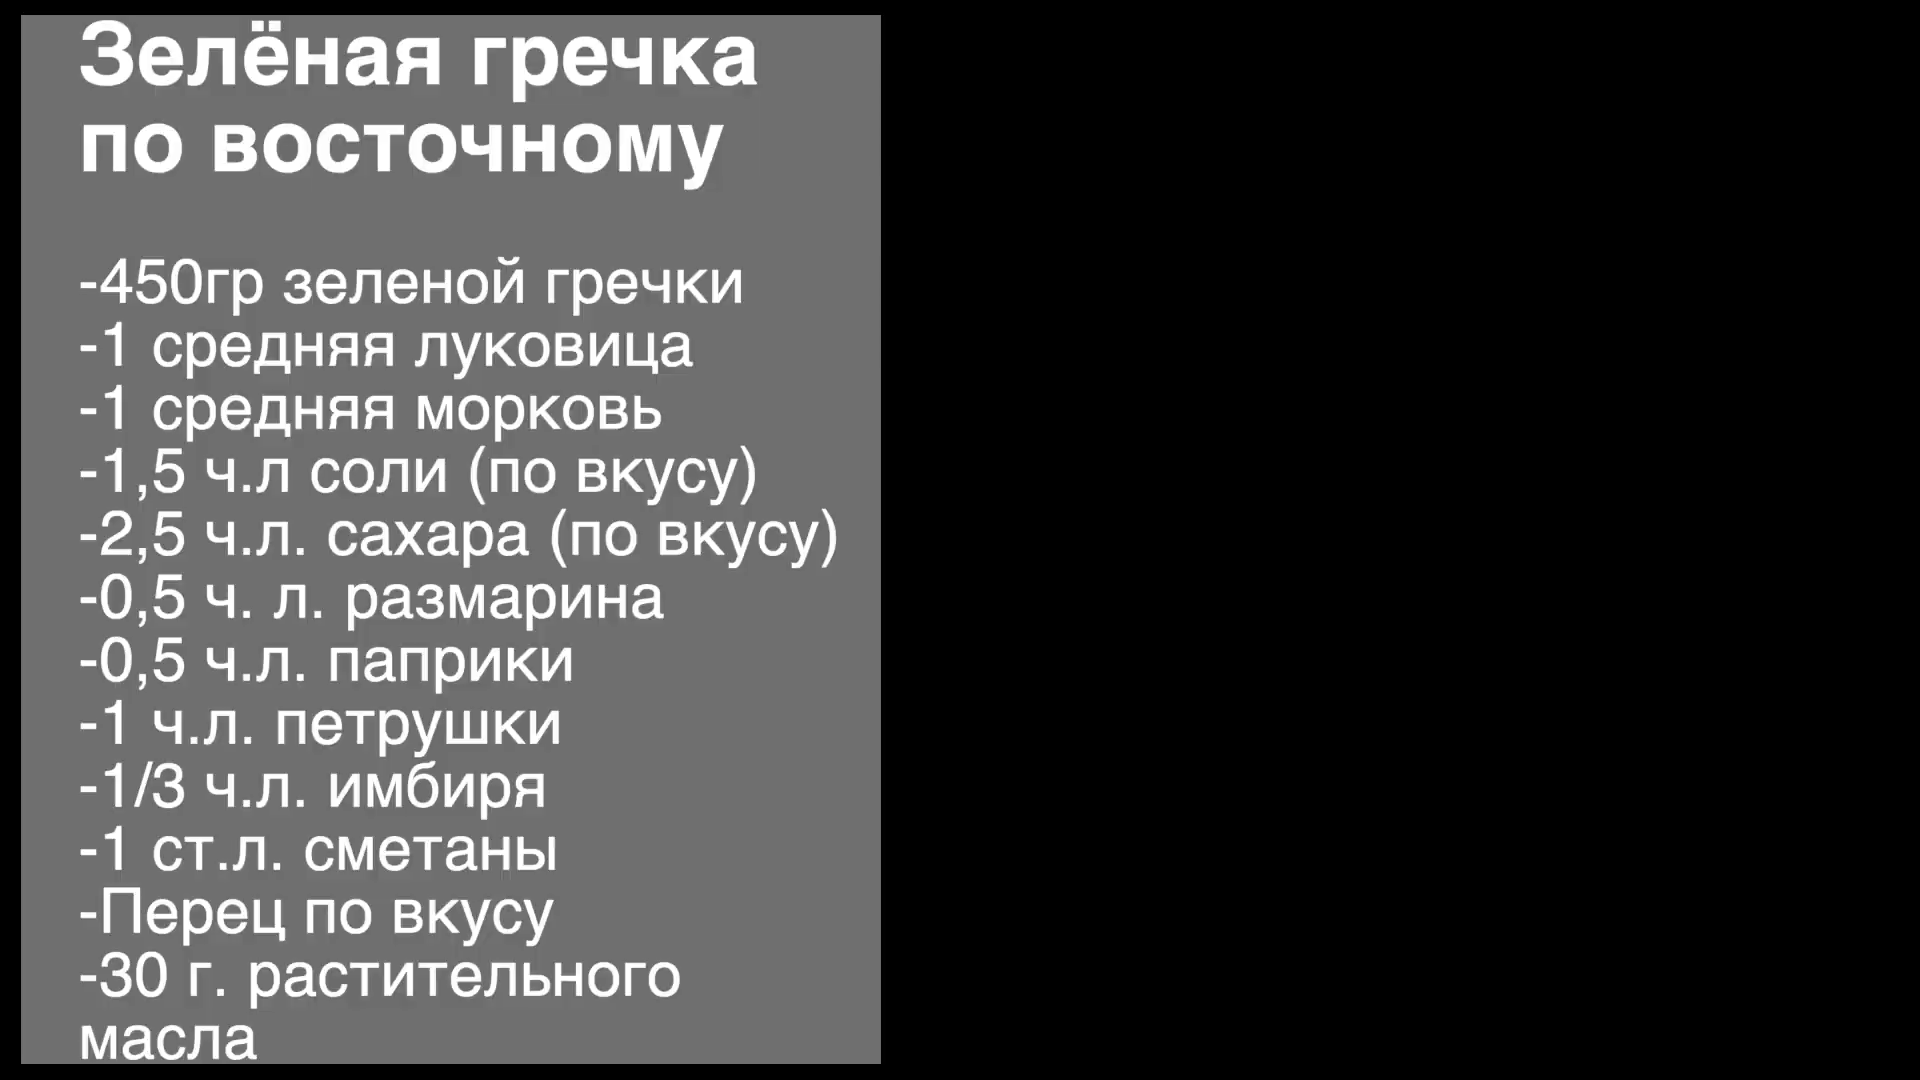 Зелёная гречка
по восточному
-450гр зеленой гречки
-1 средняя луковица
-1 средняя морковь
-1,5 ч.л соли (по вкусу)
-2,5 ч.л. сахара (по вкусу)
-0,5 ч. л. размарина
-0,5 ч.л. паприки
-1 ч.л. петрушки
-1/3 ч.л. имбиря
-1 ст.л. сметаны
-Перец по вкусу
-30 г. растительного
масла